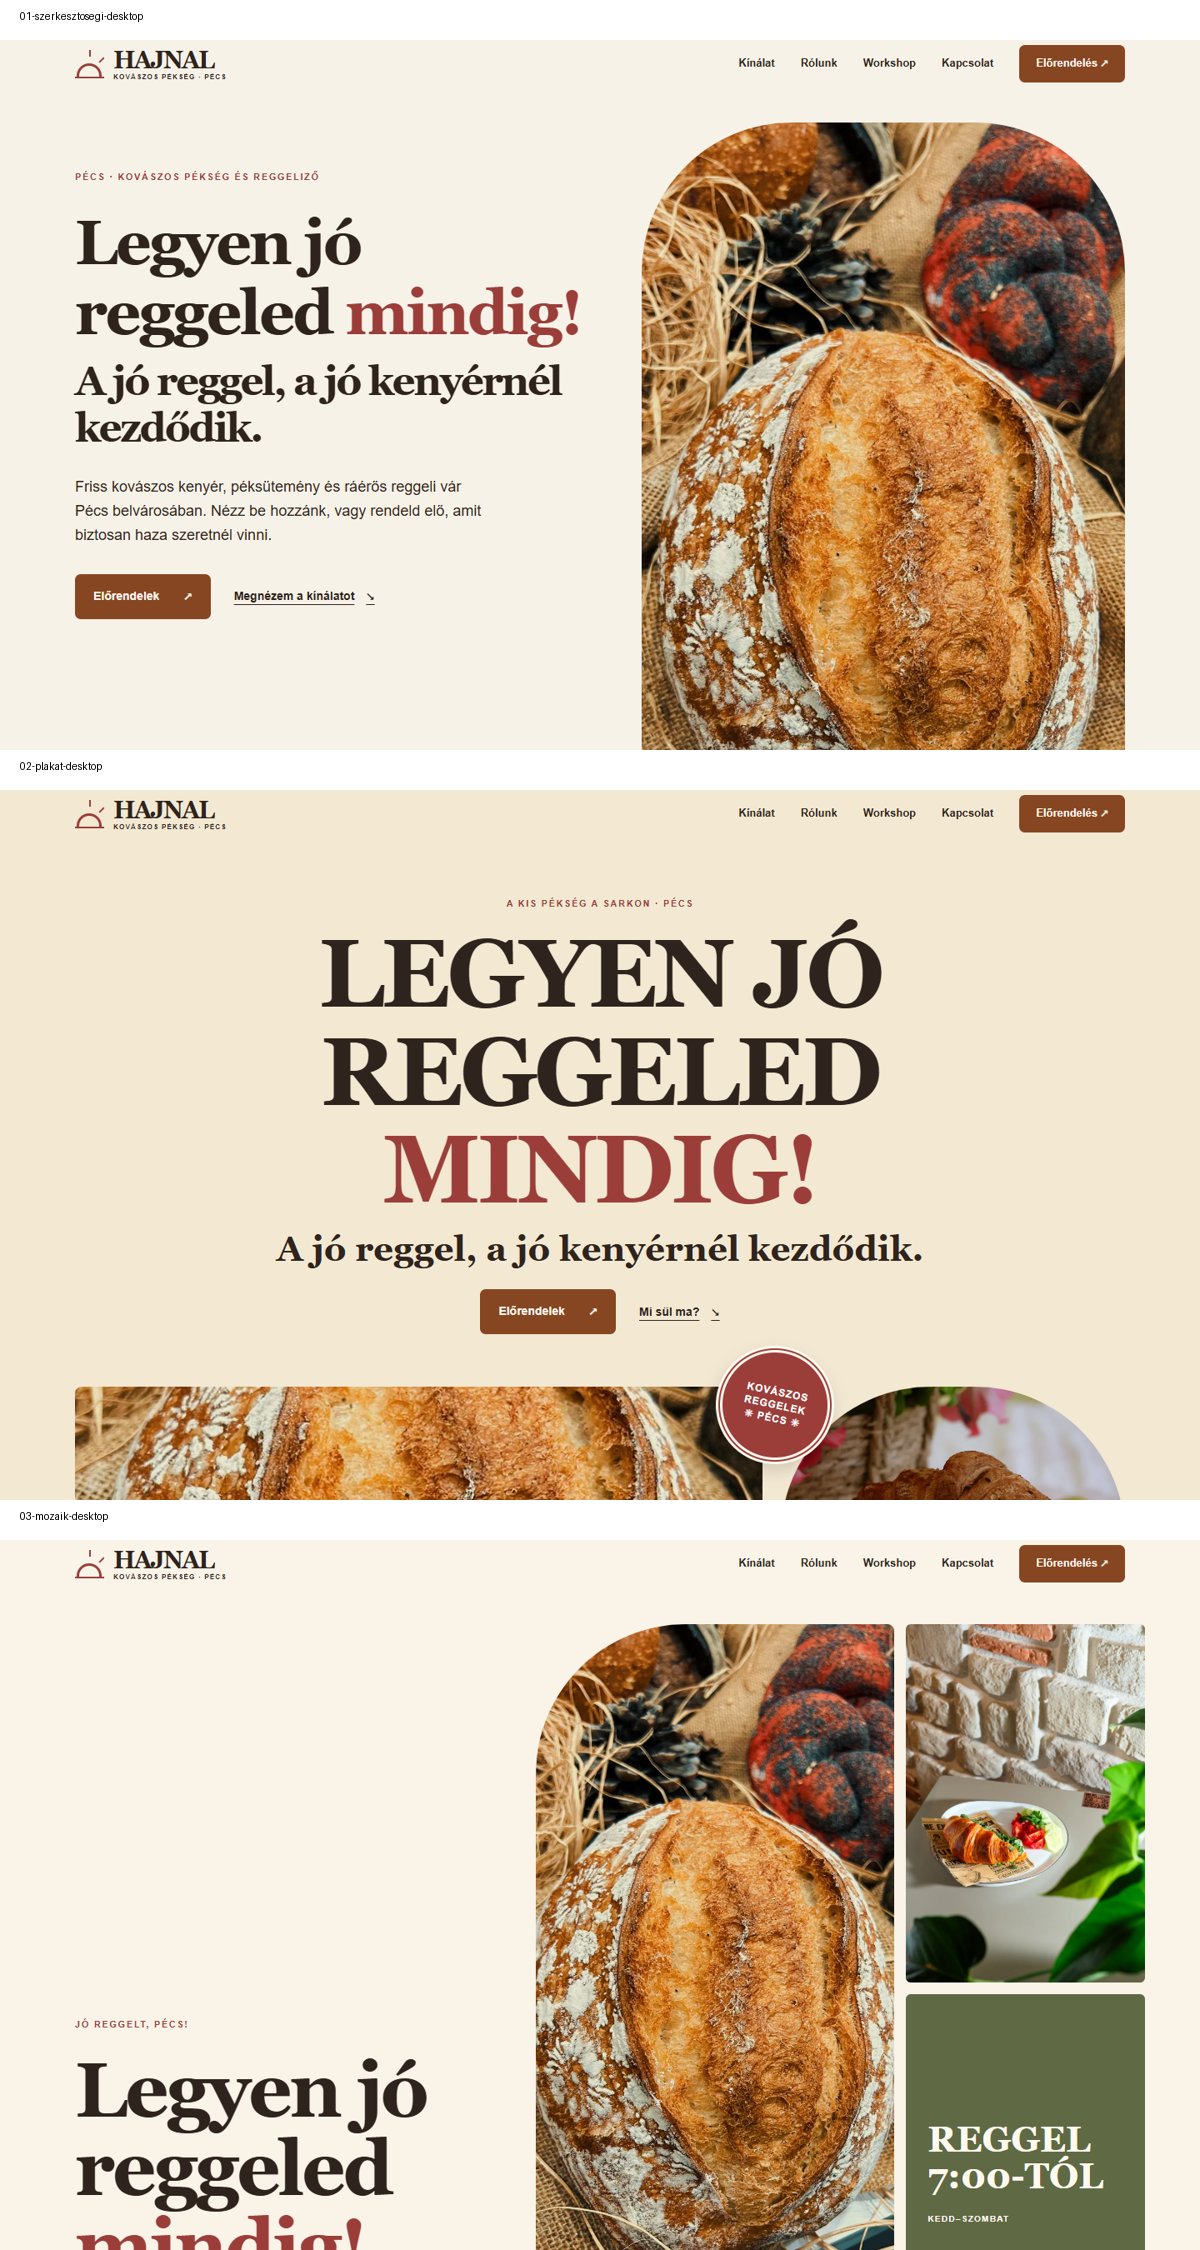 01-szerkesztosegi-desktop
HAJNAL
KOVÁSZOS PÉKSÉG · PÉCS
Kínálat Rólunk Workshop Kapcsolat Előrendelés ↗
PÉCS · KOVÁSZOS PÉKSÉG ÉS REGGELIZŐ
Legyen jó
reggeled mindig!
A jó reggel, a jó kenyérnél
kezdődik.
Friss kovászos kenyér, péksütemény és ráérős reggeli vár
Pécs belvárosában. Nézz be hozzánk, vagy rendeld elő, amit
biztosan haza szeretnél vinni.
Előrendelek ↗ Megnézem a kínálatot ↘
02-plakat-desktop
HAJNAL
KOVÁSZOS PÉKSÉG · PÉCS
Kínálat Rólunk Workshop Kapcsolat Előrendelés ↗
A KIS PÉKSÉG A SARKON · PÉCS
LEGYEN JÓ
REGGELED
MINDIG!
A jó reggel, a jó kenyérnél kezdődik.
Előrendelek ↗ Mi sül ma? ↘
KOVÁSZOS
REGGELEK
✳ PÉCS ✳
03-mozaik-desktop
HAJNAL
KOVÁSZOS PÉKSÉG · PÉCS
Kínálat Rólunk Workshop Kapcsolat Előrendelés ↗
JÓ REGGELT, PÉCS!
Legyen jó
reggeled
mindig!
REGGEL
7:00-TÓL
KEDD–SZOMBAT